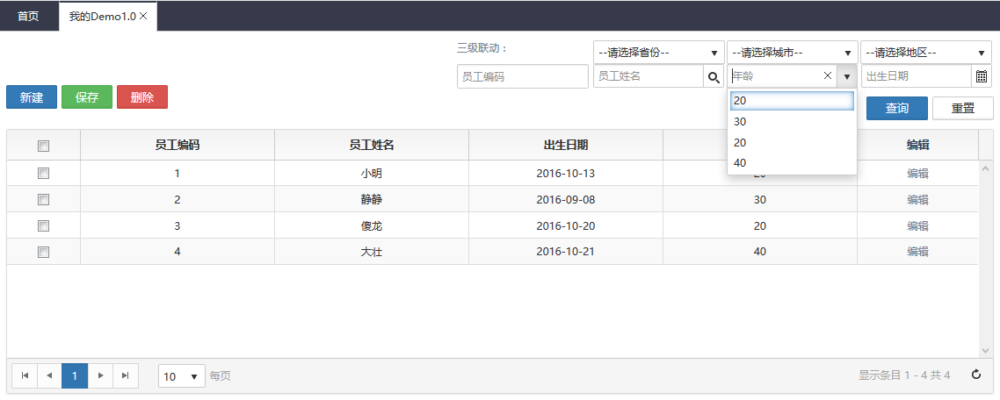 首页 我的Demo1.0
三级联动： --请选择省份-- --请选择城市-- --请选择地区--
员工编码 员工姓名 年龄 出生日期
新建 保存 删除
20
30
20
40
查询 重置
员工编码 员工姓名 出生日期 编辑
1 小明 2016-10-13 20 编辑
2 静静 2016-09-08 30 编辑
3 傻龙 2016-10-20 20 编辑
4 大壮 2016-10-21 40 编辑
1 10 每页 显示条目 1 - 4 共 4